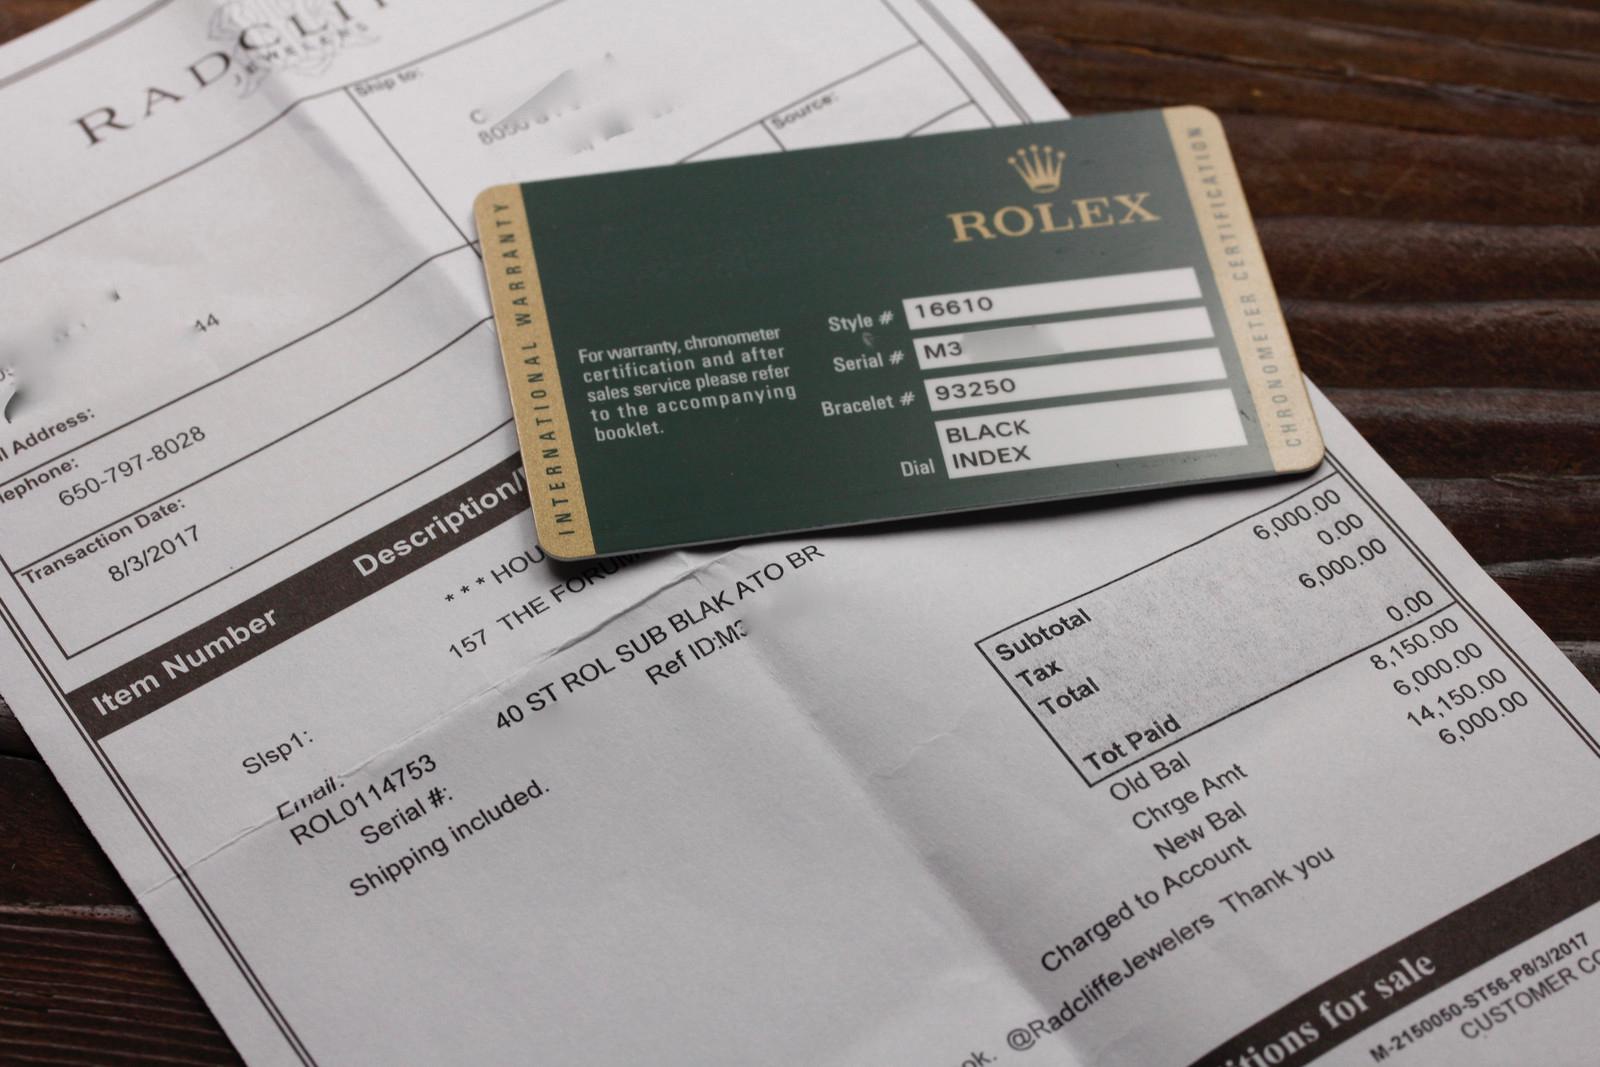 RADCLIF
JEWELERS
Ship to:
C
8050
Source:
44
Address:
650-797-8028
Transaction Date:
8/3/2017
Item Number
Description/
* * * HOU
157 THE FORUM
Slsp1:
Email:
ROL0114753
40 ST ROL SUB BLAK ATO BR
Serial #:
Ref ID:M3
Shipping included.
INTERNATIONAL WARRANTY
ROLEX
For warranty, chronometer
certification and after
sales service please refer
to the accompanying
booklet.
Style # 16610
Serial # M3
Bracelet # 93250
Dial BLACK
INDEX
CHRONOMETER CERTIFICATION
6,000.00
Subtotal 0.00
Tax 6,000.00
Total
Tot Paid 0.00
Old Bal 8,150.00
Chrge Amt 6,000.00
New Bal 14,150.00
Charged to Account 6,000.00
ok. @RadcliffeJewelers Thank you
itions for sale
M-2150050-ST56-P8/3/2017
CUSTOMER CO